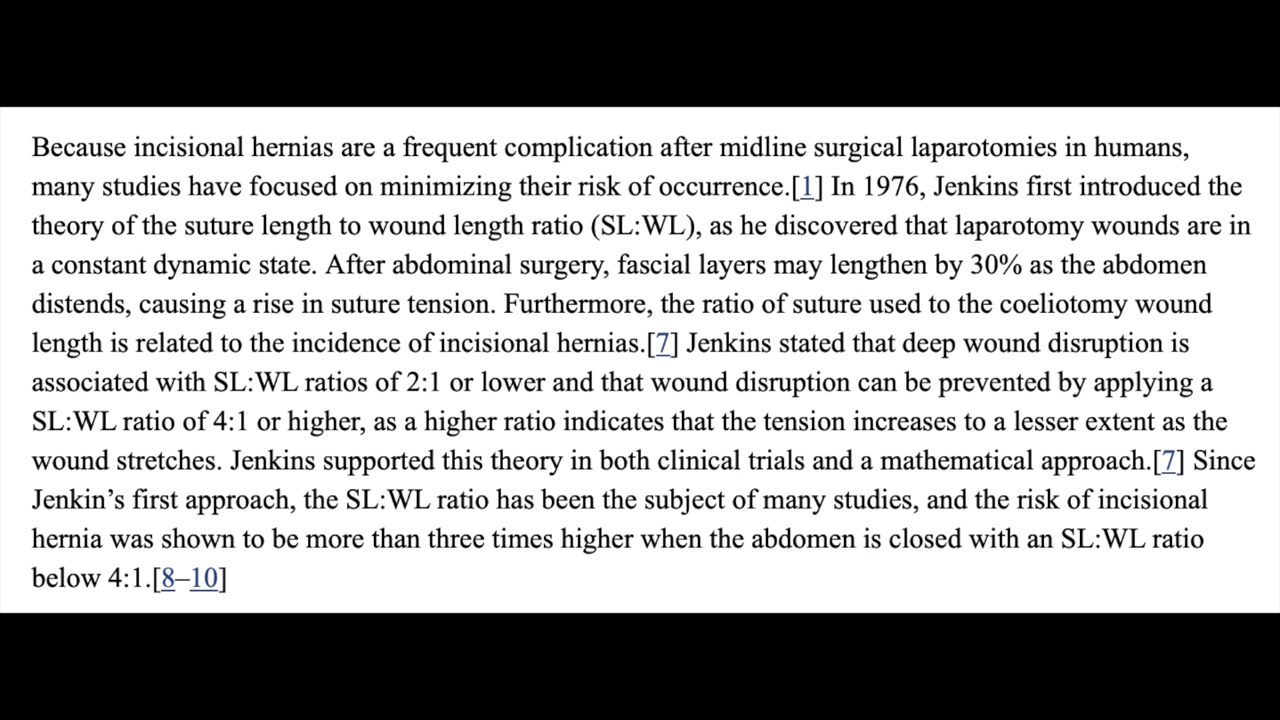 Because incisional hernias are a frequent complication after midline surgical laparotomies in humans,
many studies have focused on minimizing their risk of occurrence.[1] In 1976, Jenkins first introduced the
theory of the suture length to wound length ratio (SL:WL), as he discovered that laparotomy wounds are in
a constant dynamic state. After abdominal surgery, fascial layers may lengthen by 30% as the abdomen
distends, causing a rise in suture tension. Furthermore, the ratio of suture used to the coeliotomy wound
length is related to the incidence of incisional hernias.[7] Jenkins stated that deep wound disruption is
associated with SL:WL ratios of 2:1 or lower and that wound disruption can be prevented by applying a
SL:WL ratio of 4:1 or higher, as a higher ratio indicates that the tension increases to a lesser extent as the
wound stretches. Jenkins supported this theory in both clinical trials and a mathematical approach.[7] Since
Jenkin’s first approach, the SL:WL ratio has been the subject of many studies, and the risk of incisional
hernia was shown to be more than three times higher when the abdomen is closed with an SL:WL ratio
below 4:1.[8–10]